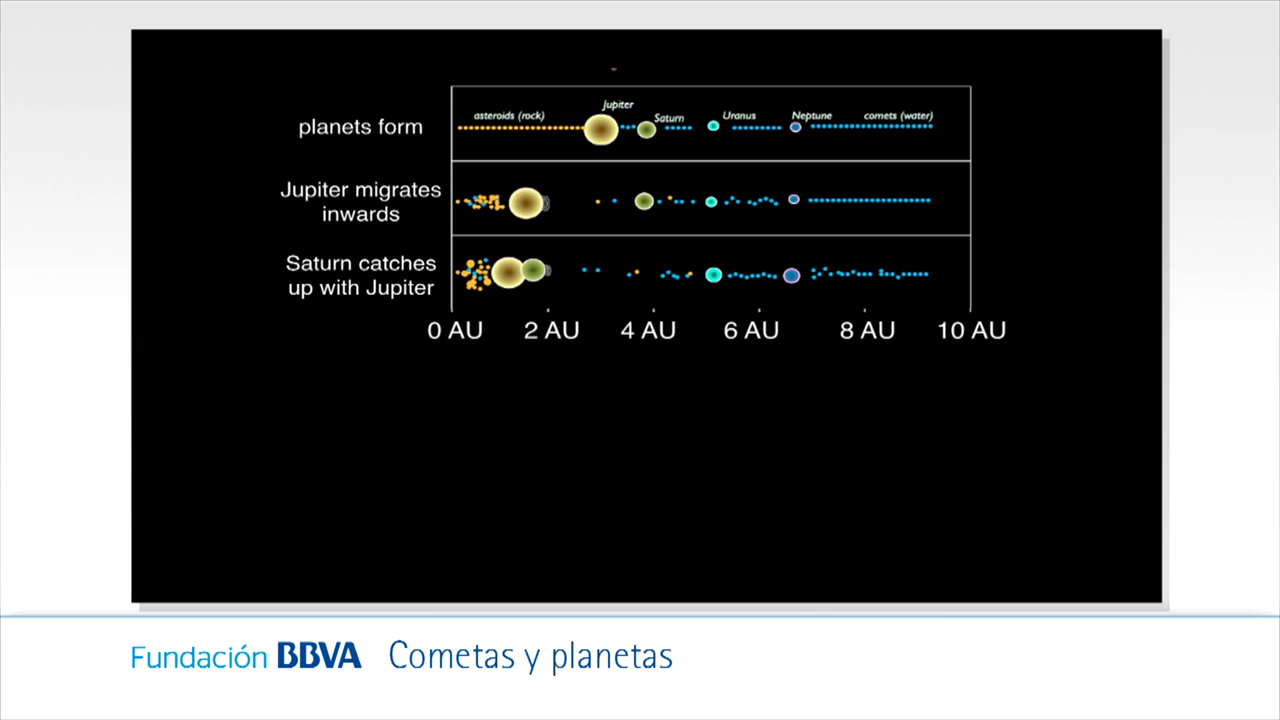 planets form
asteroids (rock)
Jupiter
Saturn
Uranus
Neptune
comets (water)
Jupiter migrates
inwards
Saturn catches
up with Jupiter
0 AU 2 AU 4 AU 6 AU 8 AU 10 AU
Fundación BBVA Cometas y planetas